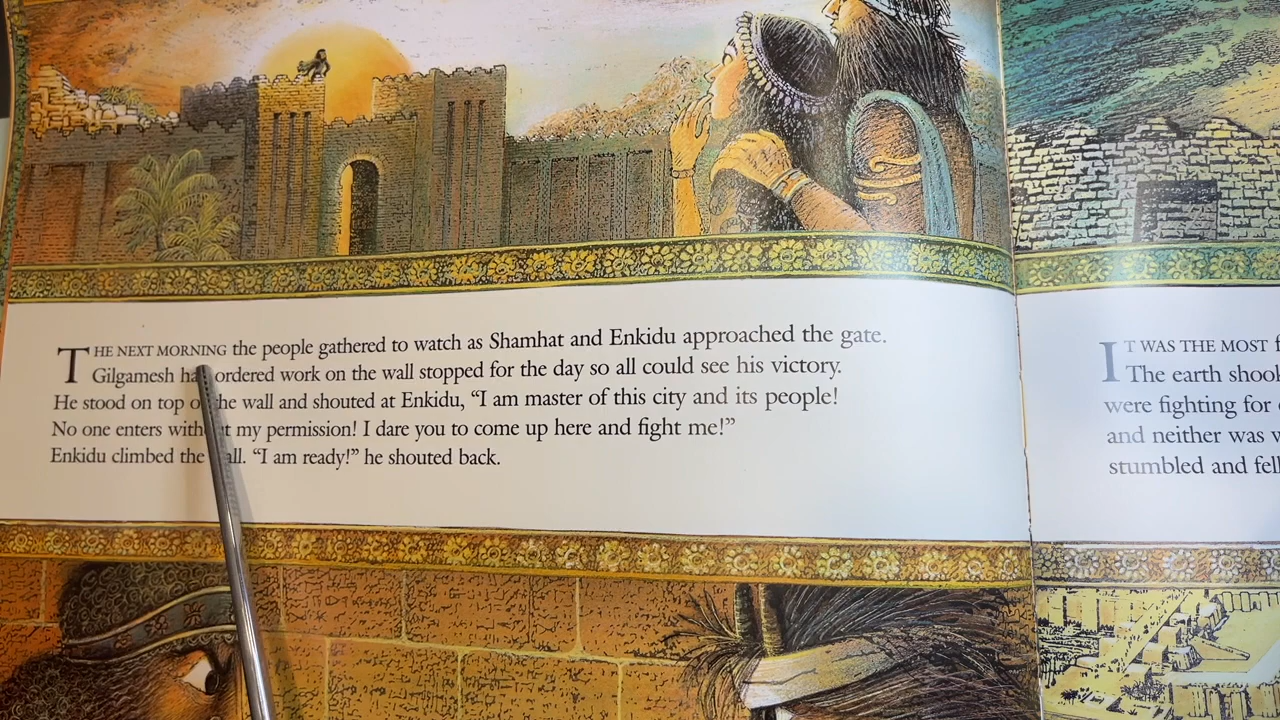 THE NEXT MORNING the people gathered to watch as Shamhat and Enkidu approached the gate.
Gilgamesh had ordered work on the wall stopped for the day so all could see his victory.
He stood on top of the wall and shouted at Enkidu, “I am master of this city and its people!
No one enters without my permission! I dare you to come up here and fight me!”
Enkidu climbed the wall. “I am ready!” he shouted back.
IT WAS THE MOST
The earth shook
were fighting for
and neither was
stumbled and fell